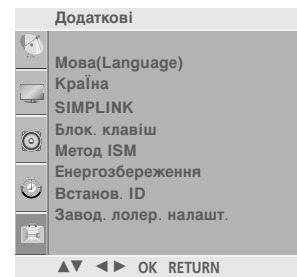 Додаткові
Мова(Language)
КраЇна
SIMPLINK
Блок. клавіш
Метод ISM
Енергозбереження
Встанов. ID
Завод. лолер. налашт.
▲▼ ◄► OK RETURN